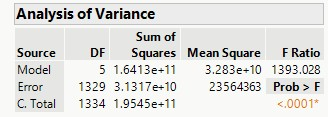 Analysis of Variance
Sum of
Source DF Squares Mean Square F Ratio
Model 5 1.6413e+11 3.283e+10 1393.028
Error 1329 3.1317e+10 23564363 Prob > F
C. Total 1334 1.9545e+11 <.0001*